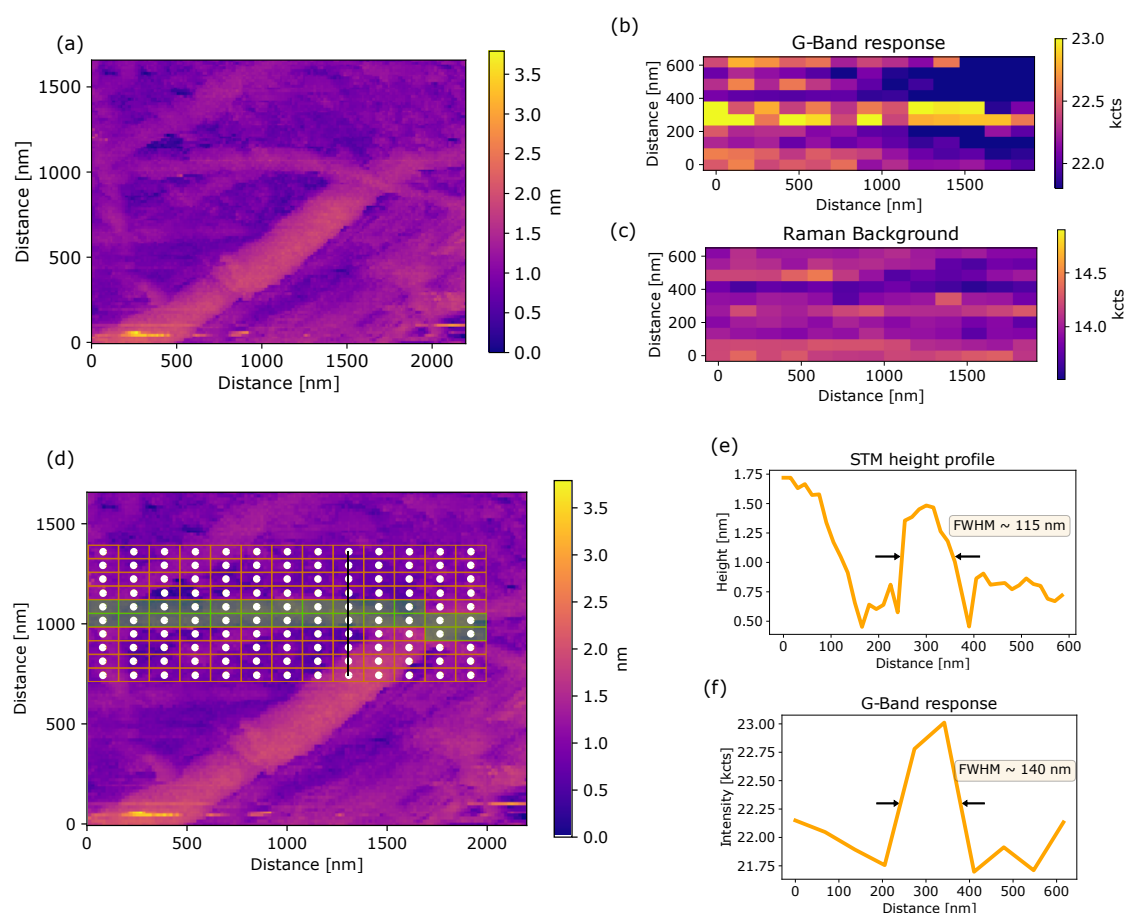 (a)
1500
1000
500
0
Distance [nm]
0
500
1000
1500
2000
Distance [nm]
3.5
3.0
2.5
2.0
1.5
1.0
0.5
0.0
nm
(b)
G-Band response
600
400
200
0
Distance [nm]
0
500
1000
1500
Distance [nm]
23.0
22.5
22.0
kcts
(c)
Raman Background
600
400
200
0
Distance [nm]
0
500
1000
1500
Distance [nm]
14.5
14.0
kcts
(d)
1500
1000
500
0
Distance [nm]
0
500
1000
1500
2000
Distance [nm]
3.5
3.0
2.5
2.0
1.5
1.0
0.5
0.0
nm
(e)
STM height profile
1.75
1.50
1.25
1.00
0.75
0.50
Height [nm]
FWHM ~ 115 nm
0
100
200
300
400
500
600
Distance [nm]
(f)
G-Band response
23.00
22.75
22.50
22.25
22.00
21.75
Intensity [kcts]
FWHM ~ 140 nm
0
100
200
300
400
500
600
Distance [nm]